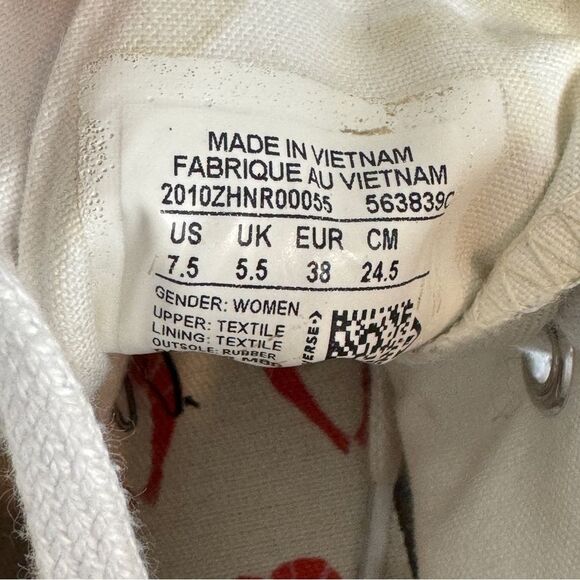 MADE IN VIETNAM
FABRIQUE AU VIETNAM
2010ZHNR00055 563839C
US UK EUR CM
7.5 5.5 38 24.5
GENDER: WOMEN
UPPER: TEXTILE
LINING: TEXTILE
OUTSOLE: RUBBER